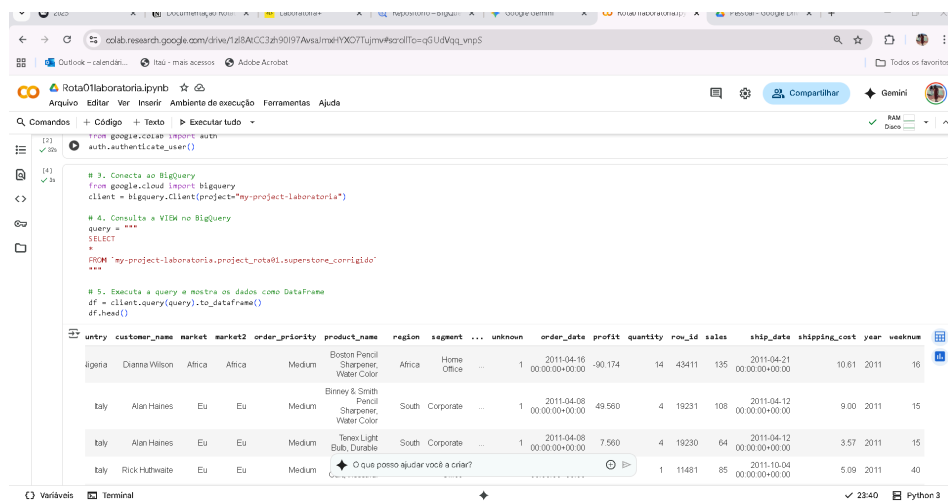 2025
Documentação Rota
Laboratoria+
Repositório – BigQue
Google Gemini
Rota01laboratoria.ip
Pessoal - Google Dri
colab.research.google.com/drive/1zl8AtCC3zh90I97AvsaJmxHYXO7Tujmv#scrollTo=qGUdVqq_vnpS
Outlook – calendári...
Itaú - mais acessos
Adobe Acrobat
Todos os favoritos
Rota01laboratoria.ipynb
Arquivo Editar Ver Inserir Ambiente de execução Ferramentas Ajuda
Compartilhar
Gemini
Comandos + Código + Texto Executar tudo
RAM
Disco
[2]
32s
from google.colab import auth
auth.authenticate_user()
[4]
3s
# 3. Conecta ao BigQuery
from google.cloud import bigquery
client = bigquery.Client(project="my-project-laboratoria")
# 4. Consulta a VIEW no BigQuery
query = """
SELECT
*
FROM `my-project-laboratoria.project_rota01.superstore_corrigido`
"""
# 5. Executa a query e mostra os dados como DataFrame
df = client.query(query).to_dataframe()
df.head()
untry customer_name market market2 order_priority product_name region segment ... unknown order_date profit quantity row_id sales ship_date shipping_cost year weeknum
Nigeria Dianna Wilson Africa Africa Medium Boston Pencil Sharpener, Water Color Africa Home Office ... 1 2011-04-16 00:00:00+00:00 -90.174 14 43411 135 2011-04-21 00:00:00+00:00 10.61 2011 16
Italy Alan Haines Eu Eu Medium Binney & Smith Pencil Sharpener, Water Color South Corporate ... 1 2011-04-08 00:00:00+00:00 49.560 4 19231 108 2011-04-12 00:00:00+00:00 9.00 2011 15
Italy Alan Haines Eu Eu Medium Tenex Light Bulb, Durable South Corporate ... 1 2011-04-08 00:00:00+00:00 7.560 4 19230 64 2011-04-12 00:00:00+00:00 3.57 2011 15
Italy Rick Huthwaite Eu Eu Medium 1 11481 85 2011-10-04 00:00:00+00:00 5.09 2011 40
O que posso ajudar você a criar?
Variáveis Terminal
23:40 Python 3